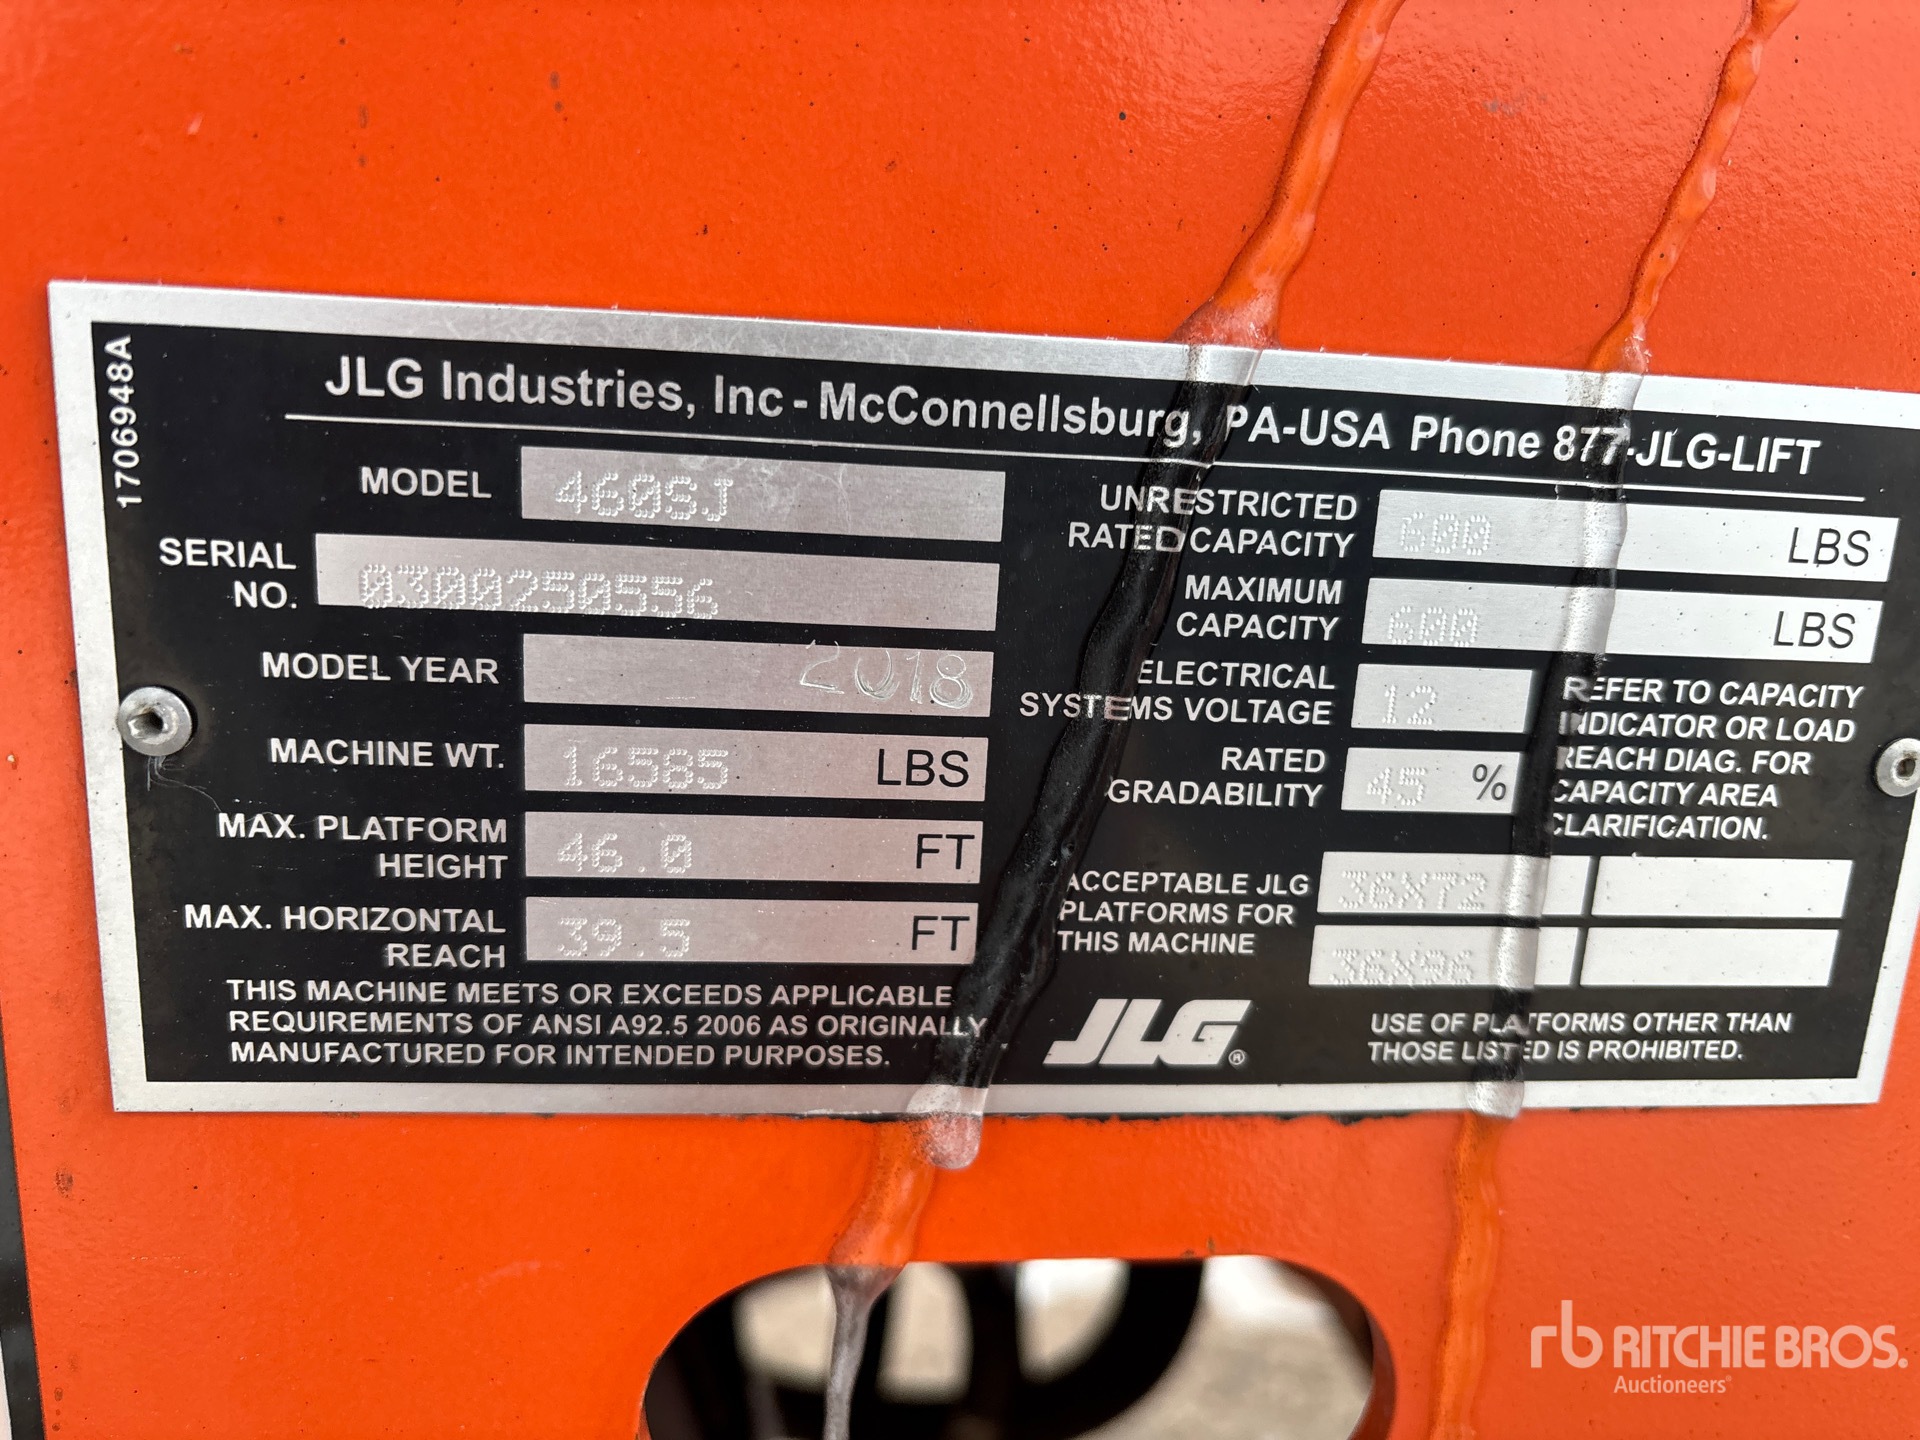 17069488A
JLG Industries, Inc - McConnellsburg, PA-USA Phone 877-JLG-LIFT
MODEL 460SJ
SERIAL NO. 0300250556
MODEL YEAR 2018
MACHINE WT. 16585 LBS
MAX. PLATFORM HEIGHT 46.0 FT
MAX. HORIZONTAL REACH 39.5 FT
THIS MACHINE MEETS OR EXCEEDS APPLICABLE
REQUIREMENTS OF ANSI A92.5 2006 AS ORIGINALLY
MANUFACTURED FOR INTENDED PURPOSES.
UNRESTRICTED RATED CAPACITY 600 LBS
MAXIMUM CAPACITY 600 LBS
ELECTRICAL SYSTEMS VOLTAGE 12
RATED GRADABILITY 45 %
REFER TO CAPACITY
INDICATOR OR LOAD
REACH DIAG. FOR
CAPACITY AREA
CLARIFICATION.
ACCEPTABLE JLG
PLATFORMS FOR
THIS MACHINE
36X72
36X96
JLG®
USE OF PLATFORMS OTHER THAN
THOSE LISTED IS PROHIBITED.
rb RITCHIE BROS.
Auctioneers